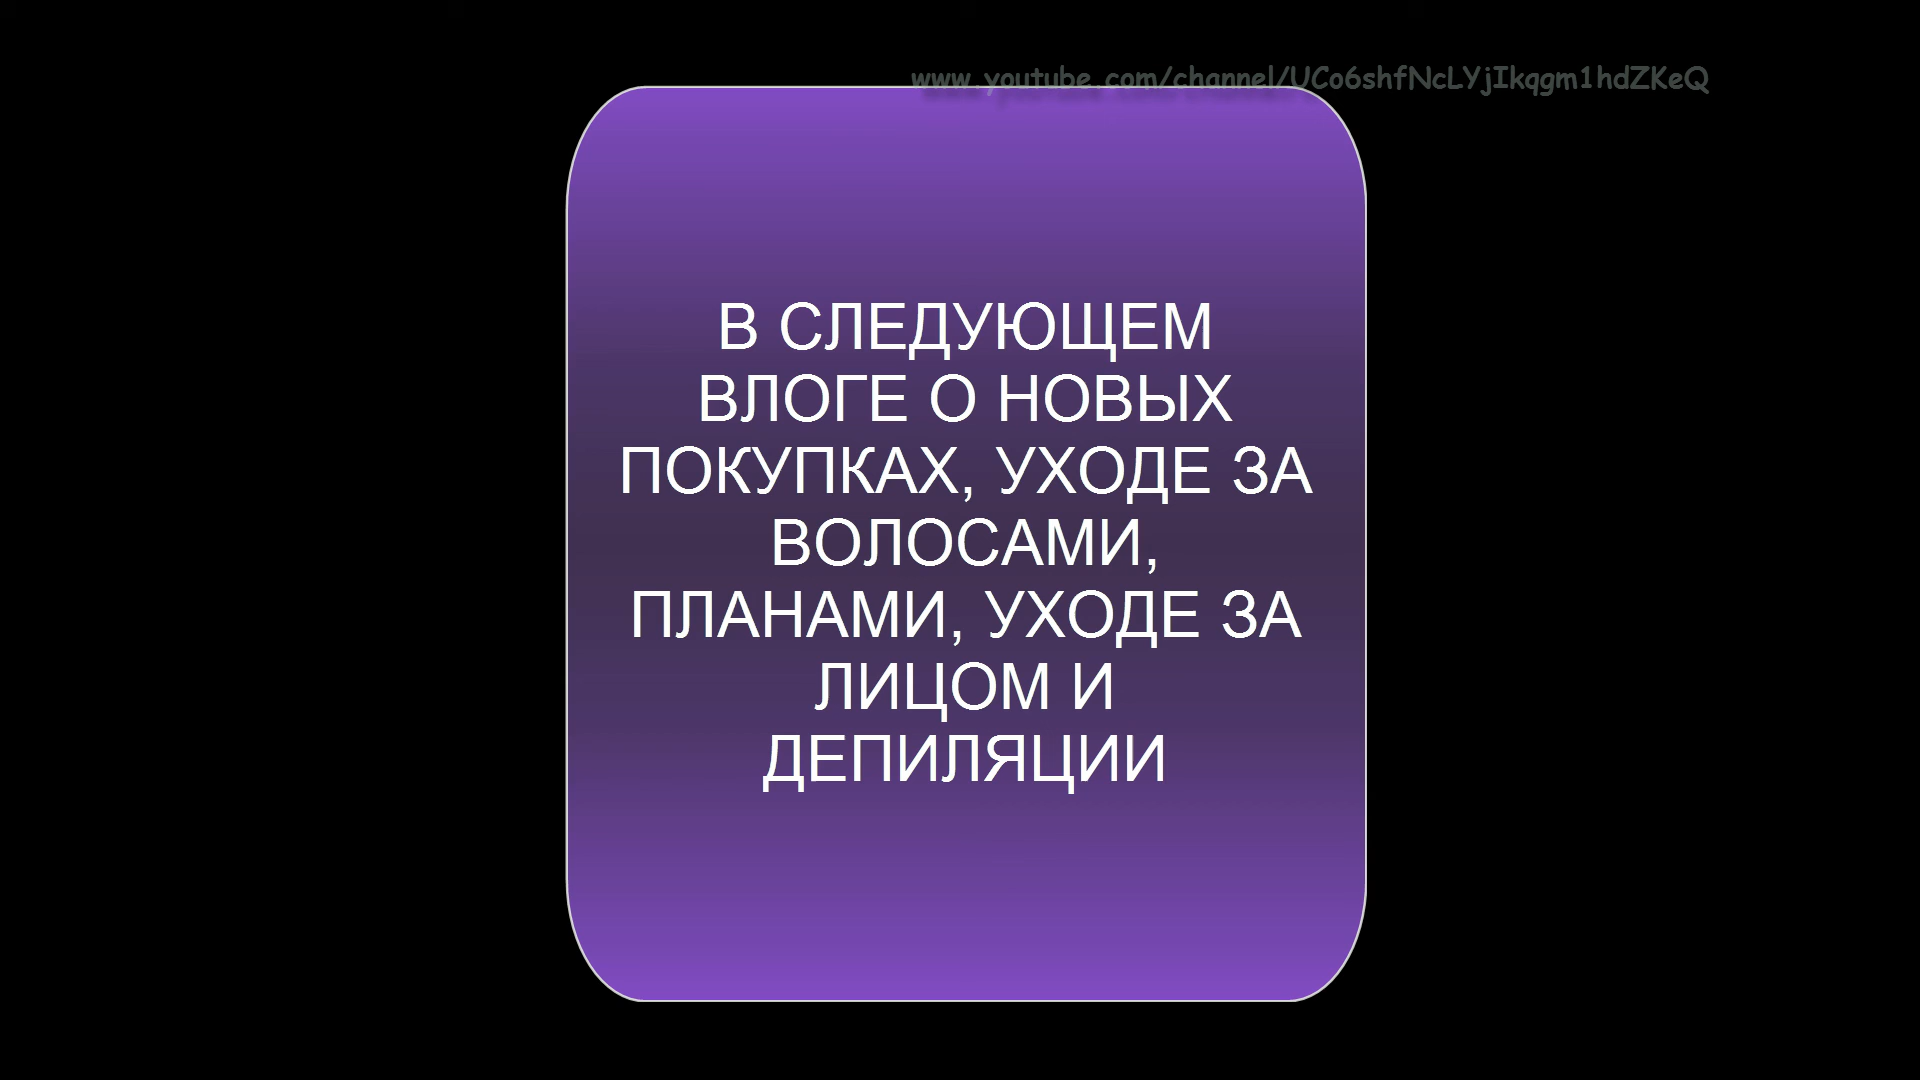 www.youtube.com/channel/UCo6shfNcLYjIkqgm1hdZKeQ
В СЛЕДУЮЩЕМ
ВЛОГЕ О НОВЫХ
ПОКУПКАХ, УХОДЕ ЗА
ВОЛОСАМИ,
ПЛАНАМИ, УХОДЕ ЗА
ЛИЦОМ И
ДЕПИЛЯЦИИ